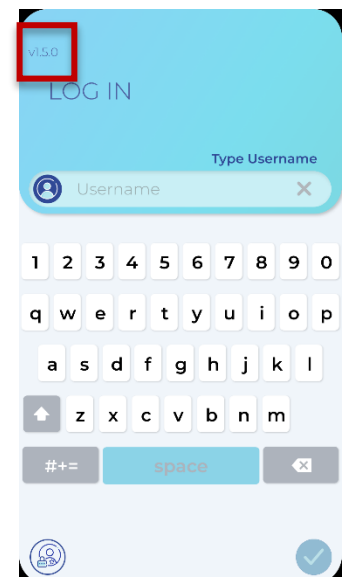 v1.5.0
LOG IN
Type Username
Username
1 2 3 4 5 6 7 8 9 0
q w e r t y u i o p
a s d f g h j k l
z x c v b n m
#+= space